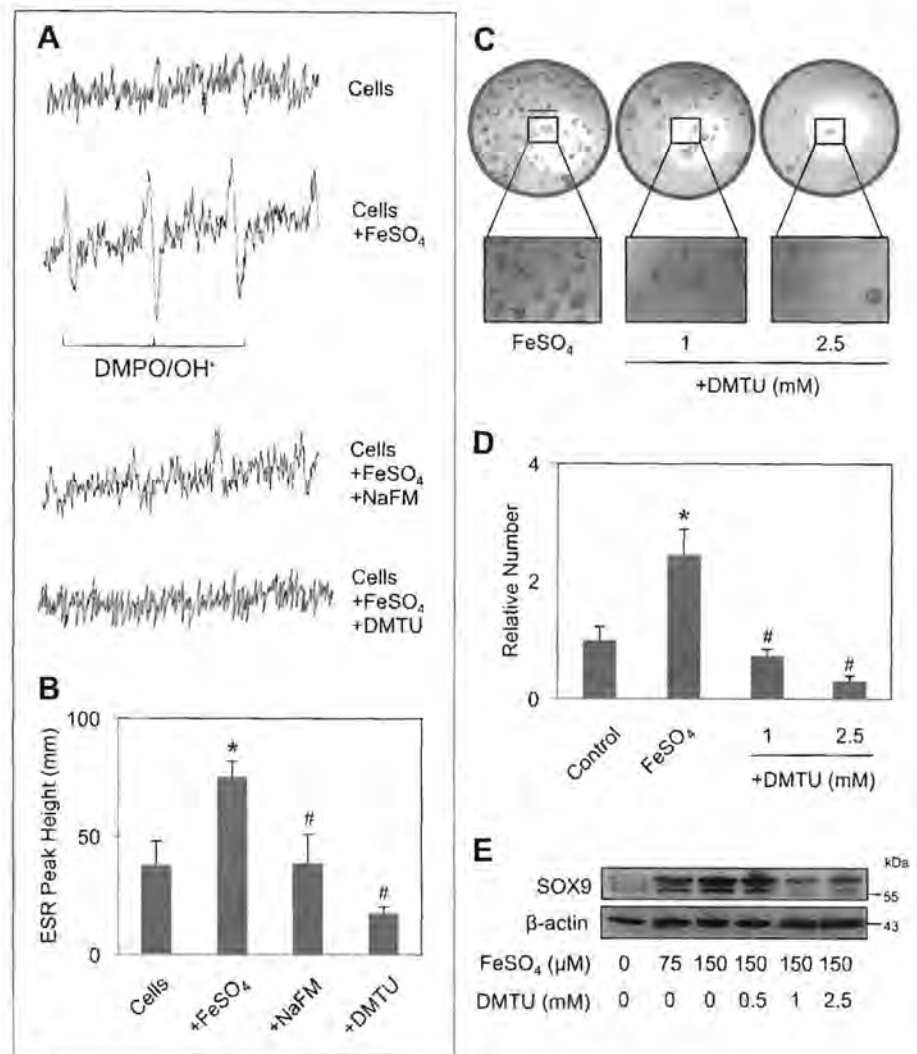 A
Cells
Cells
+FeSO₄
DMPO/OH•
Cells
+FeSO₄
+NaFM
Cells
+FeSO₄
+DMTU
B
ESR Peak Height (mm)
100
50
0
*
#
#
Cells
+FeSO₄
+NaFM
+DMTU
C
FeSO₄
1
2.5
+DMTU (mM)
D
Relative Number
4
2
0
*
#
#
Control
FeSO₄
1
2.5
+DMTU (mM)
E
kDa
SOX9
55
β-actin
43
FeSO₄ (μM) 0 75 150 150 150 150
DMTU (mM) 0 0 0 0.5 1 2.5